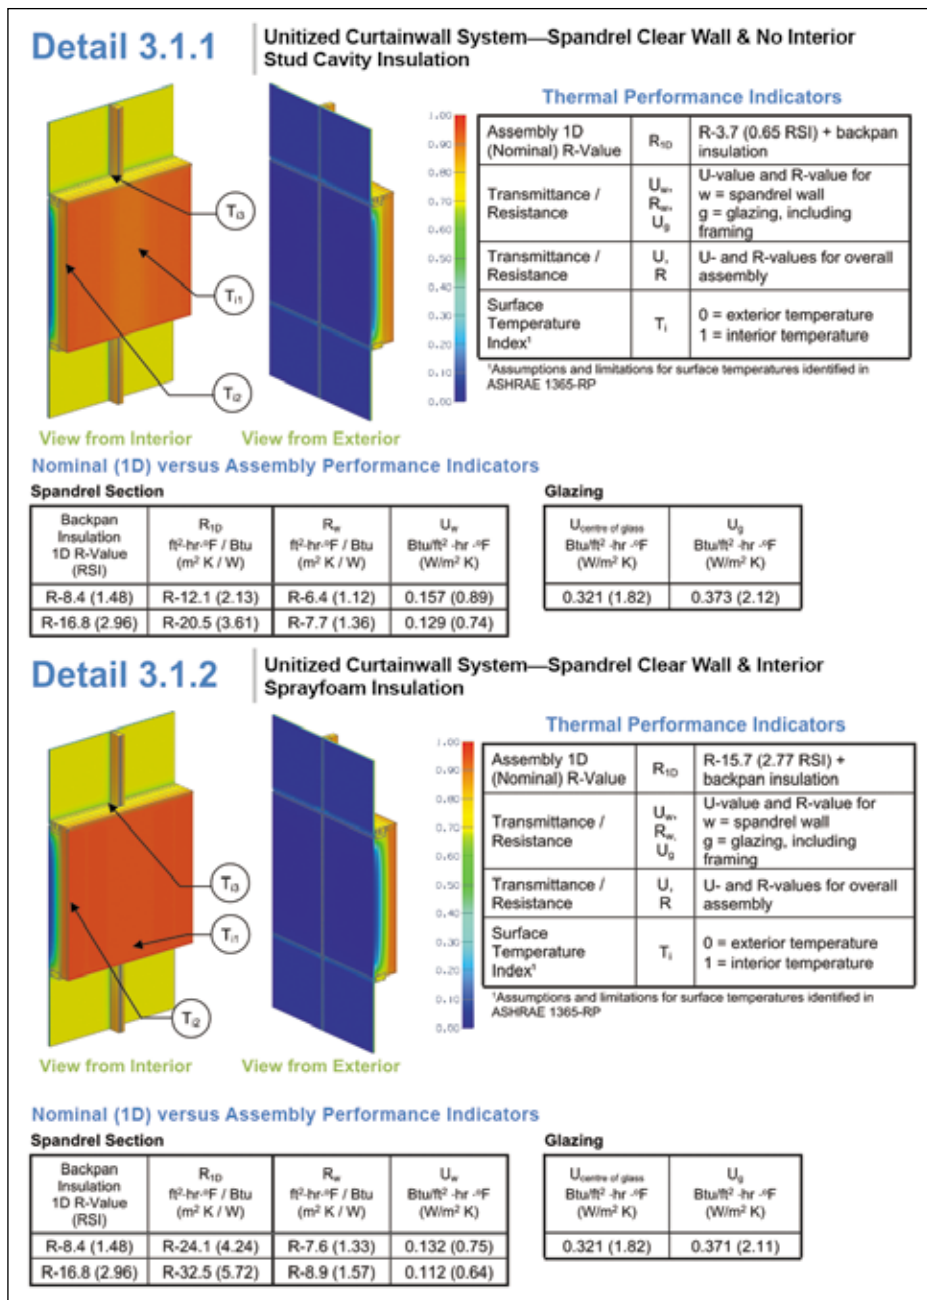 Detail 3.1.1
Unitized Curtainwall System—Spandrel Clear Wall & No Interior
Stud Cavity Insulation
Thermal Performance Indicators
Assembly 1D
(Nominal) R-Value
R1D
R-3.7 (0.65 RSI) + backpan
insulation
Transmittance /
Resistance
Uw,
Rw,
Ug
U-value and R-value for
w = spandrel wall
g = glazing, including
framing
Transmittance /
Resistance
U,
R
U- and R-values for overall
assembly
Surface
Temperature
Index¹
Ti
0 = exterior temperature
1 = interior temperature
¹Assumptions and limitations for surface temperatures identified in
ASHRAE 1365-RP
1.00
0.90
0.80
0.70
0.60
0.50
0.40
0.30
0.20
0.10
0.00
Ti3
Ti1
Ti2
View from Interior
View from Exterior
Nominal (1D) versus Assembly Performance Indicators
Spandrel Section
Backpan
Insulation
1D R-Value
(RSI)
R1D
ft²·hr·ºF / Btu
(m² K / W)
Rw
ft²·hr·ºF / Btu
(m² K / W)
Uw
Btu/ft² ·hr ·ºF
(W/m² K)
R-8.4 (1.48) R-12.1 (2.13) R-6.4 (1.12) 0.157 (0.89)
R-16.8 (2.96) R-20.5 (3.61) R-7.7 (1.36) 0.129 (0.74)
Glazing
Ucentre of glass
Btu/ft² ·hr ·ºF
(W/m² K)
Ug
Btu/ft² ·hr ·ºF
(W/m² K)
0.321 (1.82) 0.373 (2.12)
Detail 3.1.2
Unitized Curtainwall System—Spandrel Clear Wall & Interior
Sprayfoam Insulation
Thermal Performance Indicators
Assembly 1D
(Nominal) R-Value
R1D
R-15.7 (2.77 RSI) +
backpan insulation
Transmittance /
Resistance
Uw,
Rw,
Ug
U-value and R-value for
w = spandrel wall
g = glazing, including
framing
Transmittance /
Resistance
U,
R
U- and R-values for overall
assembly
Surface
Temperature
Index¹
Ti
0 = exterior temperature
1 = interior temperature
¹Assumptions and limitations for surface temperatures identified in
ASHRAE 1365-RP
1.00
0.90
0.80
0.70
0.60
0.50
0.40
0.30
0.20
0.10
0.00
Ti3
Ti1
Ti2
View from Interior
View from Exterior
Nominal (1D) versus Assembly Performance Indicators
Spandrel Section
Backpan
Insulation
1D R-Value
(RSI)
R1D
ft²·hr·ºF / Btu
(m² K / W)
Rw
ft²·hr·ºF / Btu
(m² K / W)
Uw
Btu/ft² ·hr ·ºF
(W/m² K)
R-8.4 (1.48) R-24.1 (4.24) R-7.6 (1.33) 0.132 (0.75)
R-16.8 (2.96) R-32.5 (5.72) R-8.9 (1.57) 0.112 (0.64)
Glazing
Ucentre of glass
Btu/ft² ·hr ·ºF
(W/m² K)
Ug
Btu/ft² ·hr ·ºF
(W/m² K)
0.321 (1.82) 0.371 (2.11)